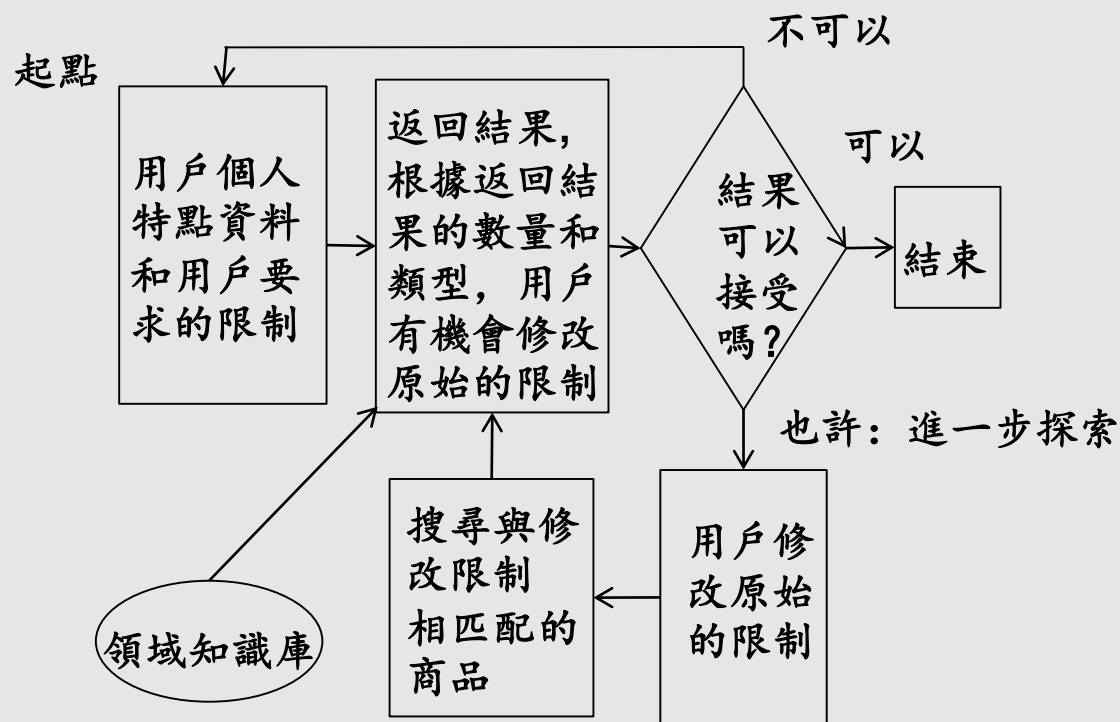 不可以
起點
用戶個人
特點資料
和用戶要
求的限制
返回結果，
根據返回結
果的數量和
類型，用戶
有機會修改
原始的限制
結果
可以
接受
嗎？
可以
結束
也許：進一步探索
用戶修
改原始
的限制
搜尋與修
改限制
相匹配的
商品
領域知識庫